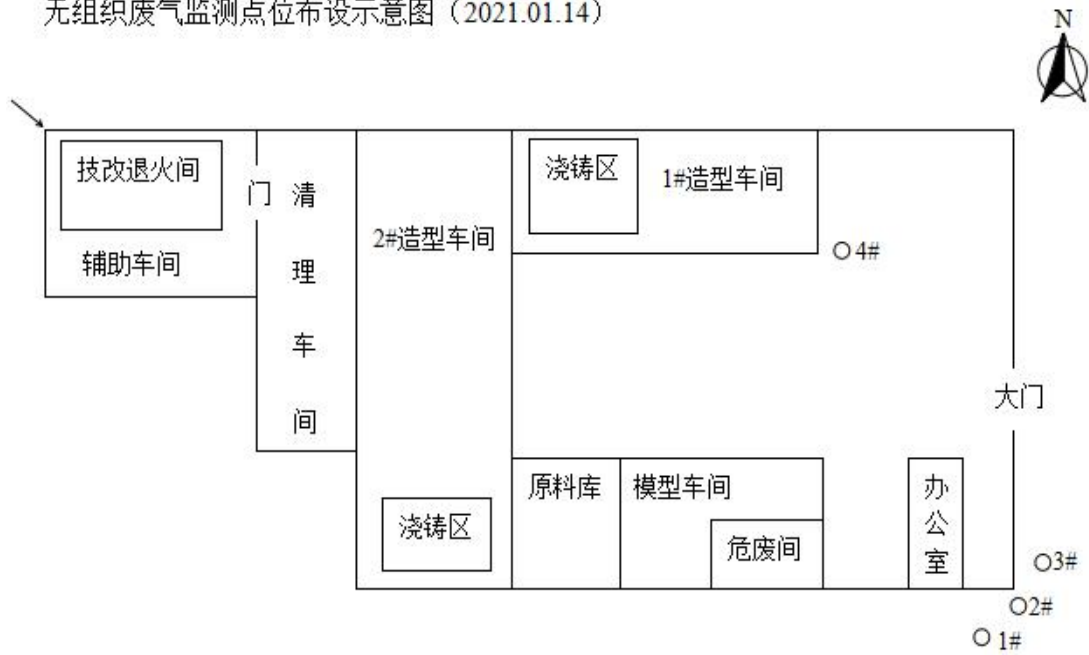 无组织废气监测点位布设示意图（2021.01.14）
N
技改退火间
门
辅助车间
清
理
车
间
2#造型车间
浇铸区
1#造型车间
4#
大门
浇铸区
原料库
模型车间
危废间
办
公
室
3#
2#
1#